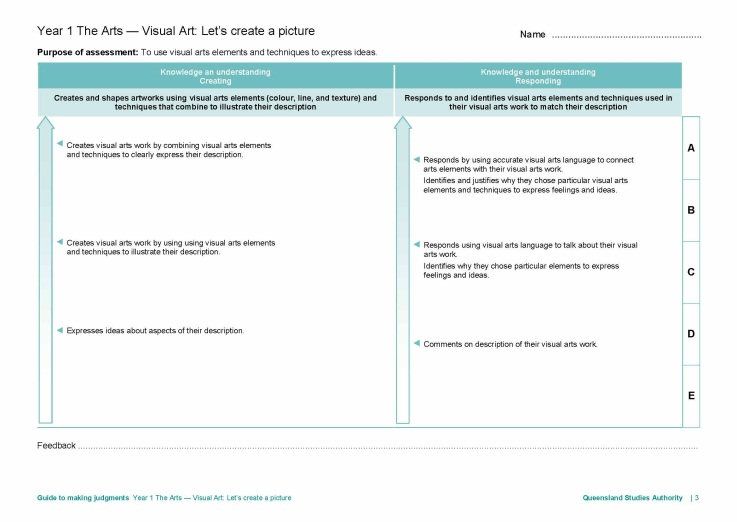 Year 1 The Arts — Visual Art: Let's create a picture
Name ......................................................
Purpose of assessment: To use visual arts elements and techniques to express ideas.
Knowledge an understanding
Creating
Knowledge and understanding
Responding
Creates and shapes artworks using visual arts elements (colour, line, and texture) and
techniques that combine to illustrate their description
Responds to and identifies visual arts elements and techniques used in
their visual arts work to match their description
Creates visual arts work by combining visual arts elements
and techniques to clearly express their description.
Creates visual arts work by using using visual arts elements
and techniques to illustrate their description.
Expresses ideas about aspects of their description.
Responds by using accurate visual arts language to connect
arts elements with their visual arts work.
Identifies and justifies why they chose particular visual arts
elements and techniques to express feelings and ideas.
Responds using visual arts language to talk about their visual
arts work.
Identifies why they chose particular elements to express
feelings and ideas.
Comments on description of their visual arts work.
A
B
C
D
E
Feedback ......................................................
Guide to making judgments Year 1 The Arts — Visual Art: Let's create a picture
Queensland Studies Authority | 3